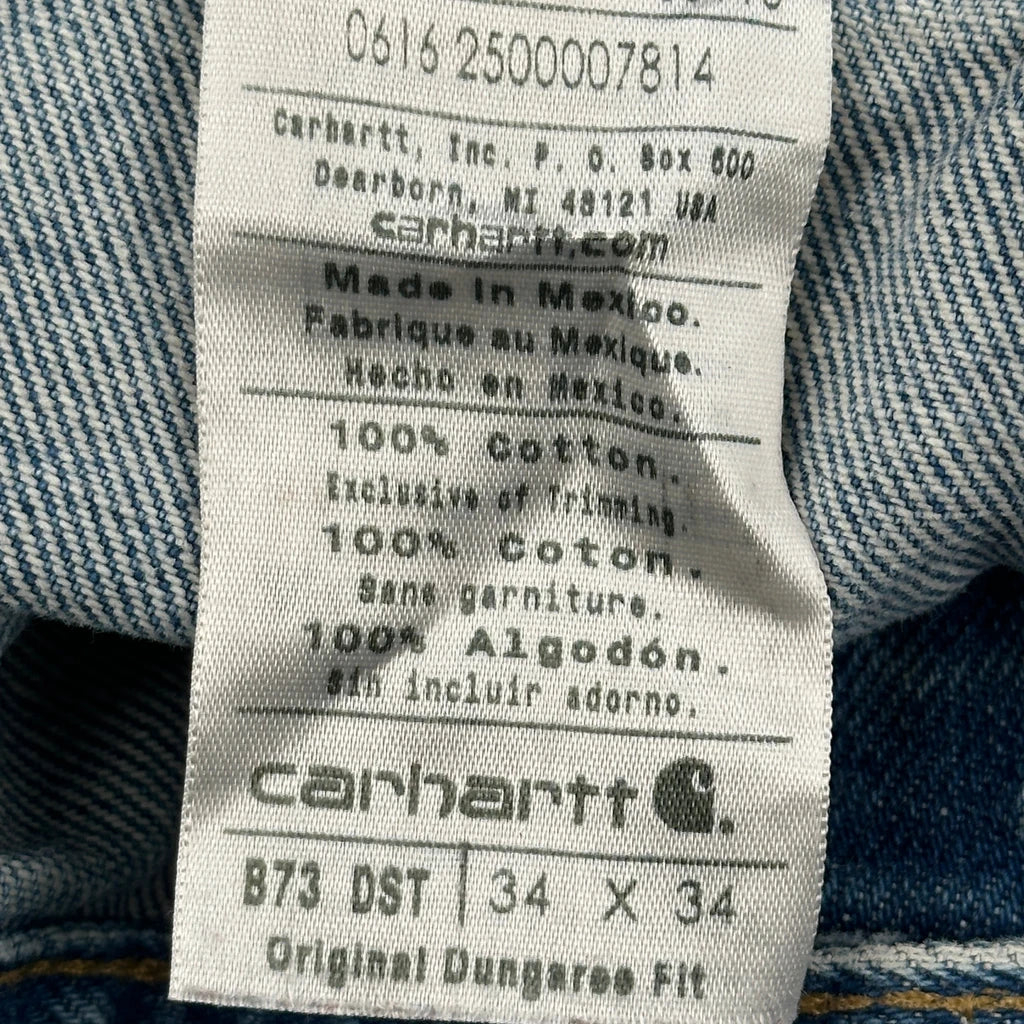 0616 2500007814
Carhartt, Inc. P. O. Box 600
Dearborn, MI 48121 USA
carhartt.com
Made in Mexico.
Fabrique au Mexique.
Hecho en Mexico.
100% Cotton.
Exclusive of Trimming.
100% Coton.
Sans garniture.
100% Algodón.
Sin incluir adorno.
carhartt
B73 DST | 34 X 34
Original Dungaree Fit